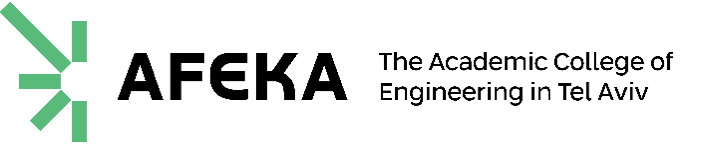 AFEKA
The Academic College of
Engineering in Tel Aviv